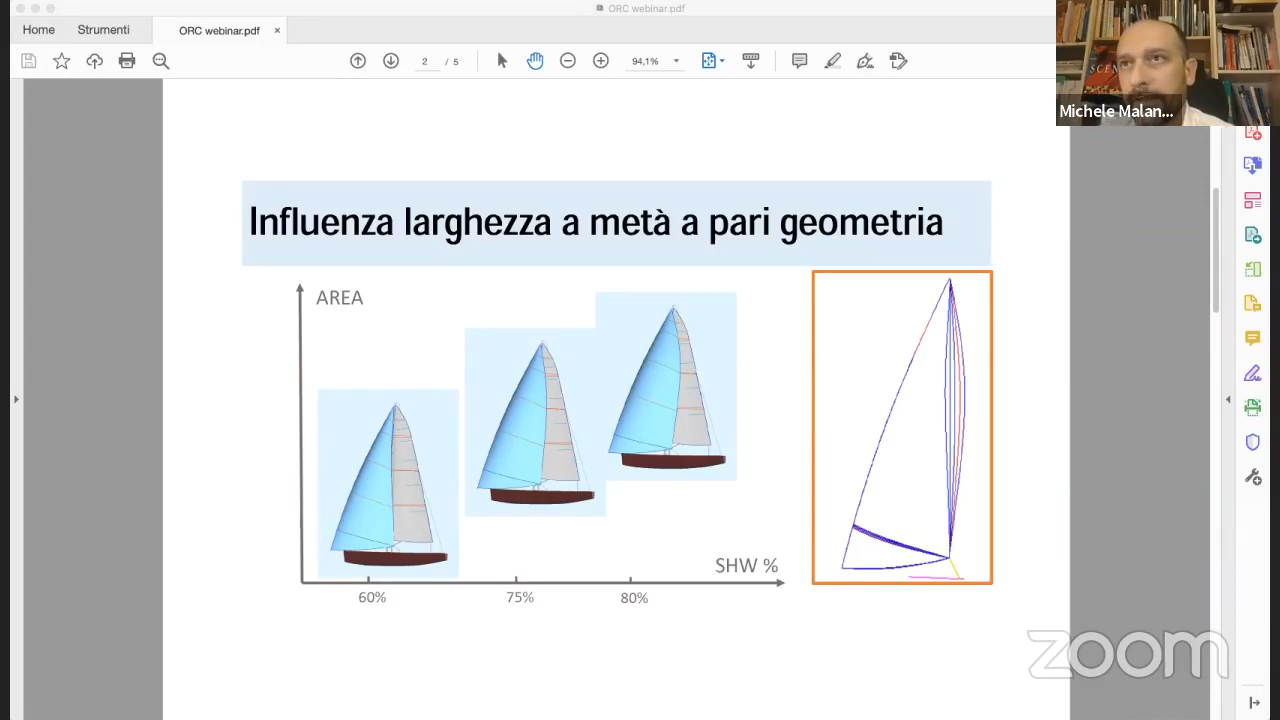 ORC webinar.pdf
Home
Strumenti
ORC webinar.pdf
2 / 5
94,1%
SCEN
Michele Malan...
Influenza larghezza a metà a pari geometria
AREA
SHW %
60%
75%
80%
zoom